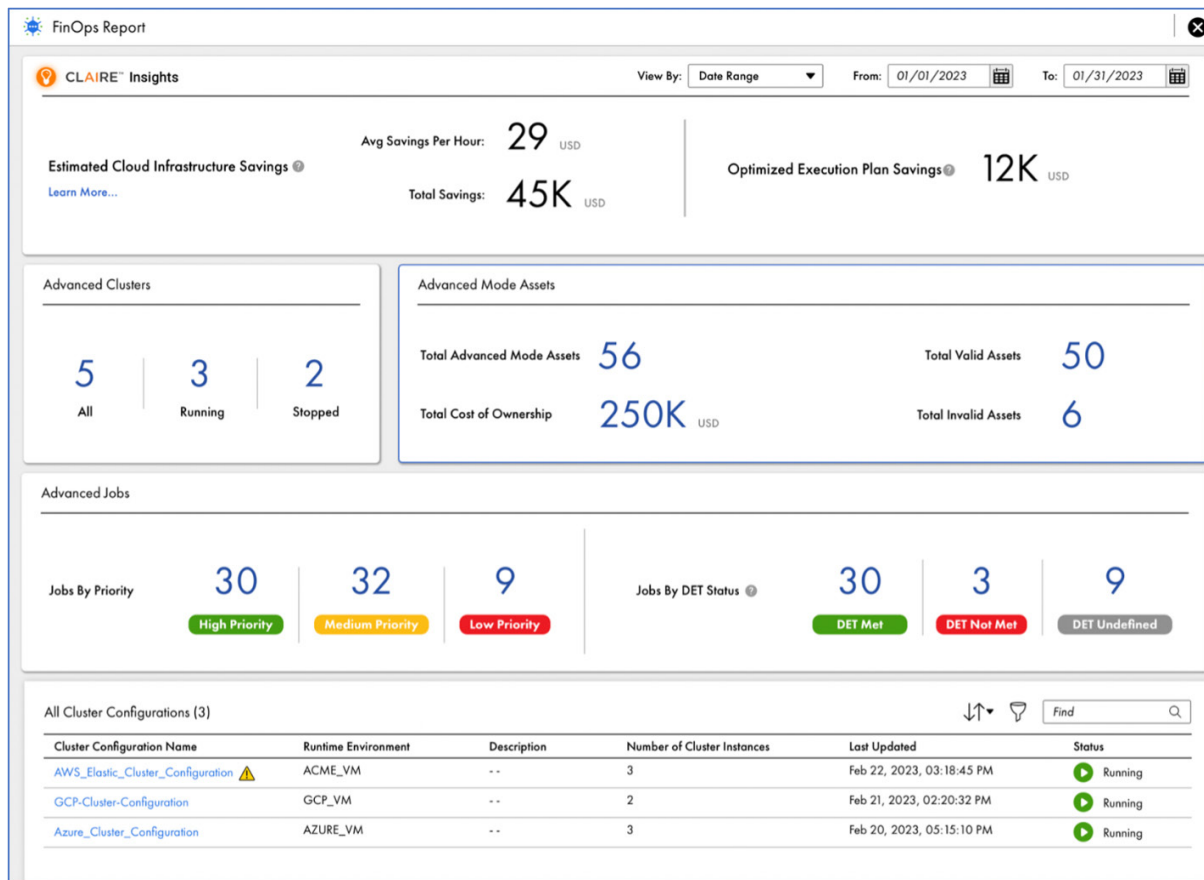 FinOps Report
CLAIRE™ Insights
View By: Date Range From: 01/01/2023 To: 01/31/2023
Estimated Cloud Infrastructure Savings ?
Learn More...
Avg Savings Per Hour: 29 USD
Total Savings: 45K USD
Optimized Execution Plan Savings ? 12K USD
Advanced Clusters
5 3 2
All Running Stopped
Advanced Mode Assets
Total Advanced Mode Assets 56 Total Valid Assets 50
Total Cost of Ownership 250K USD Total Invalid Assets 6
Advanced Jobs
Jobs By Priority
30 32 9
High Priority Medium Priority Low Priority
Jobs By DET Status ?
30 3 9
DET Met DET Not Met DET Undefined
All Cluster Configurations (3) Find
Cluster Configuration Name Runtime Environment Description Number of Cluster Instances Last Updated Status
AWS_Elastic_Cluster_Configuration ACME_VM -- 3 Feb 22, 2023, 03:18:45 PM Running
GCP-Cluster-Configuration GCP_VM -- 2 Feb 21, 2023, 02:20:32 PM Running
Azure_Cluster_Configuration AZURE_VM -- 3 Feb 20, 2023, 05:15:10 PM Running